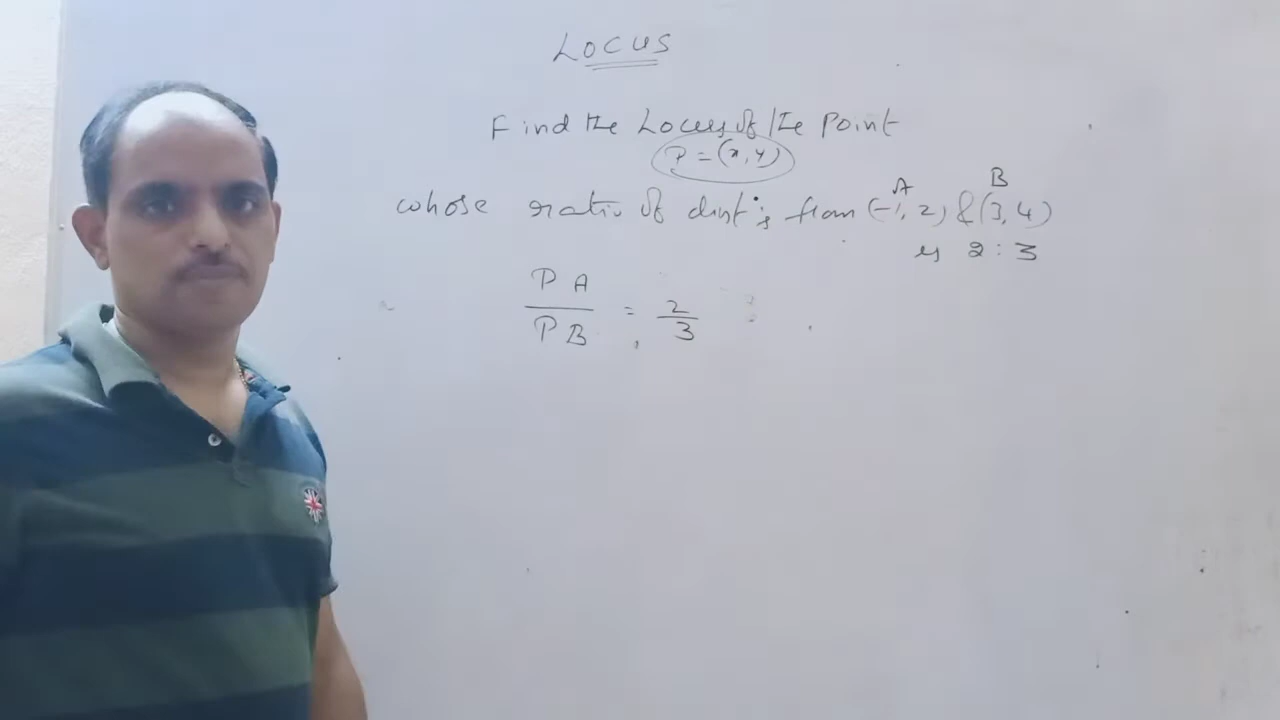 LOCUS
Find the Locus of the Point
P = (x, y)
A B
whose ratio of dist's from (-1, 2) & (3, 4)
is 2 : 3
PA
PB
= 2
3